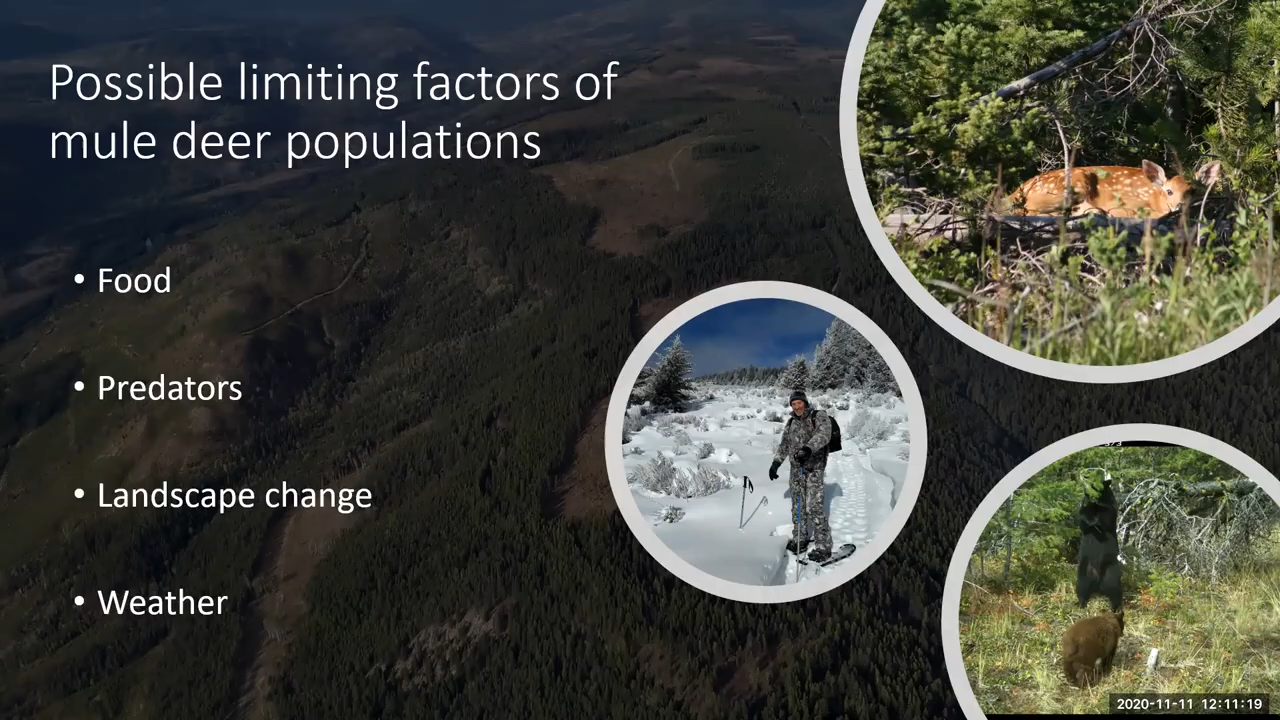 Possible limiting factors of
mule deer populations
• Food
• Predators
• Landscape change
• Weather
2020-11-11 12:11:19